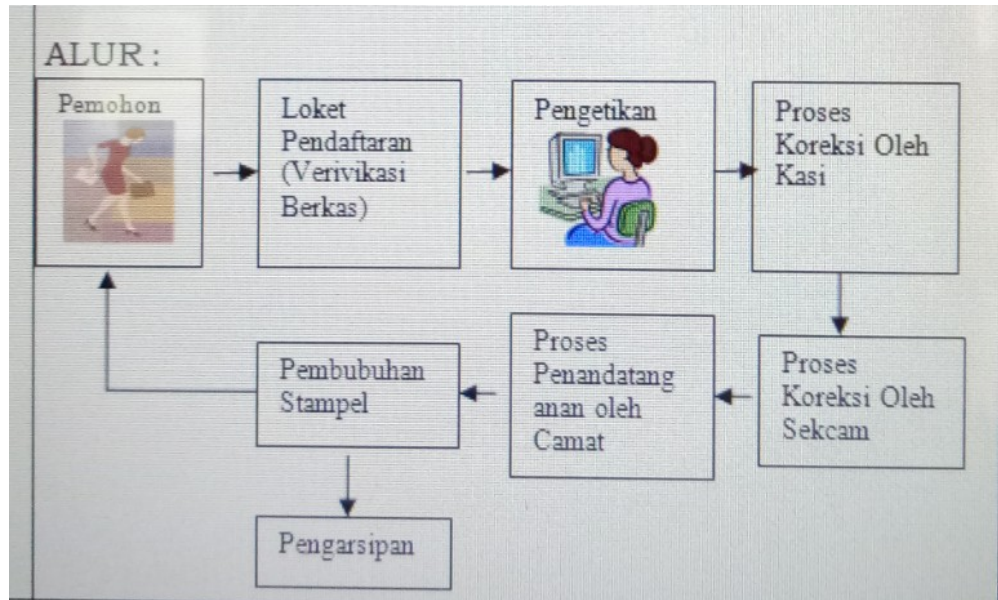 ALUR :
Pemohon
Loket
Pendaftaran
(Verivikasi
Berkas)
Pengetikan
Proses
Koreksi Oleh
Kasi
Proses
Koreksi Oleh
Sekcam
Proses
Penandatang
anan oleh
Camat
Pembubuhan
Stampel
Pengarsipan